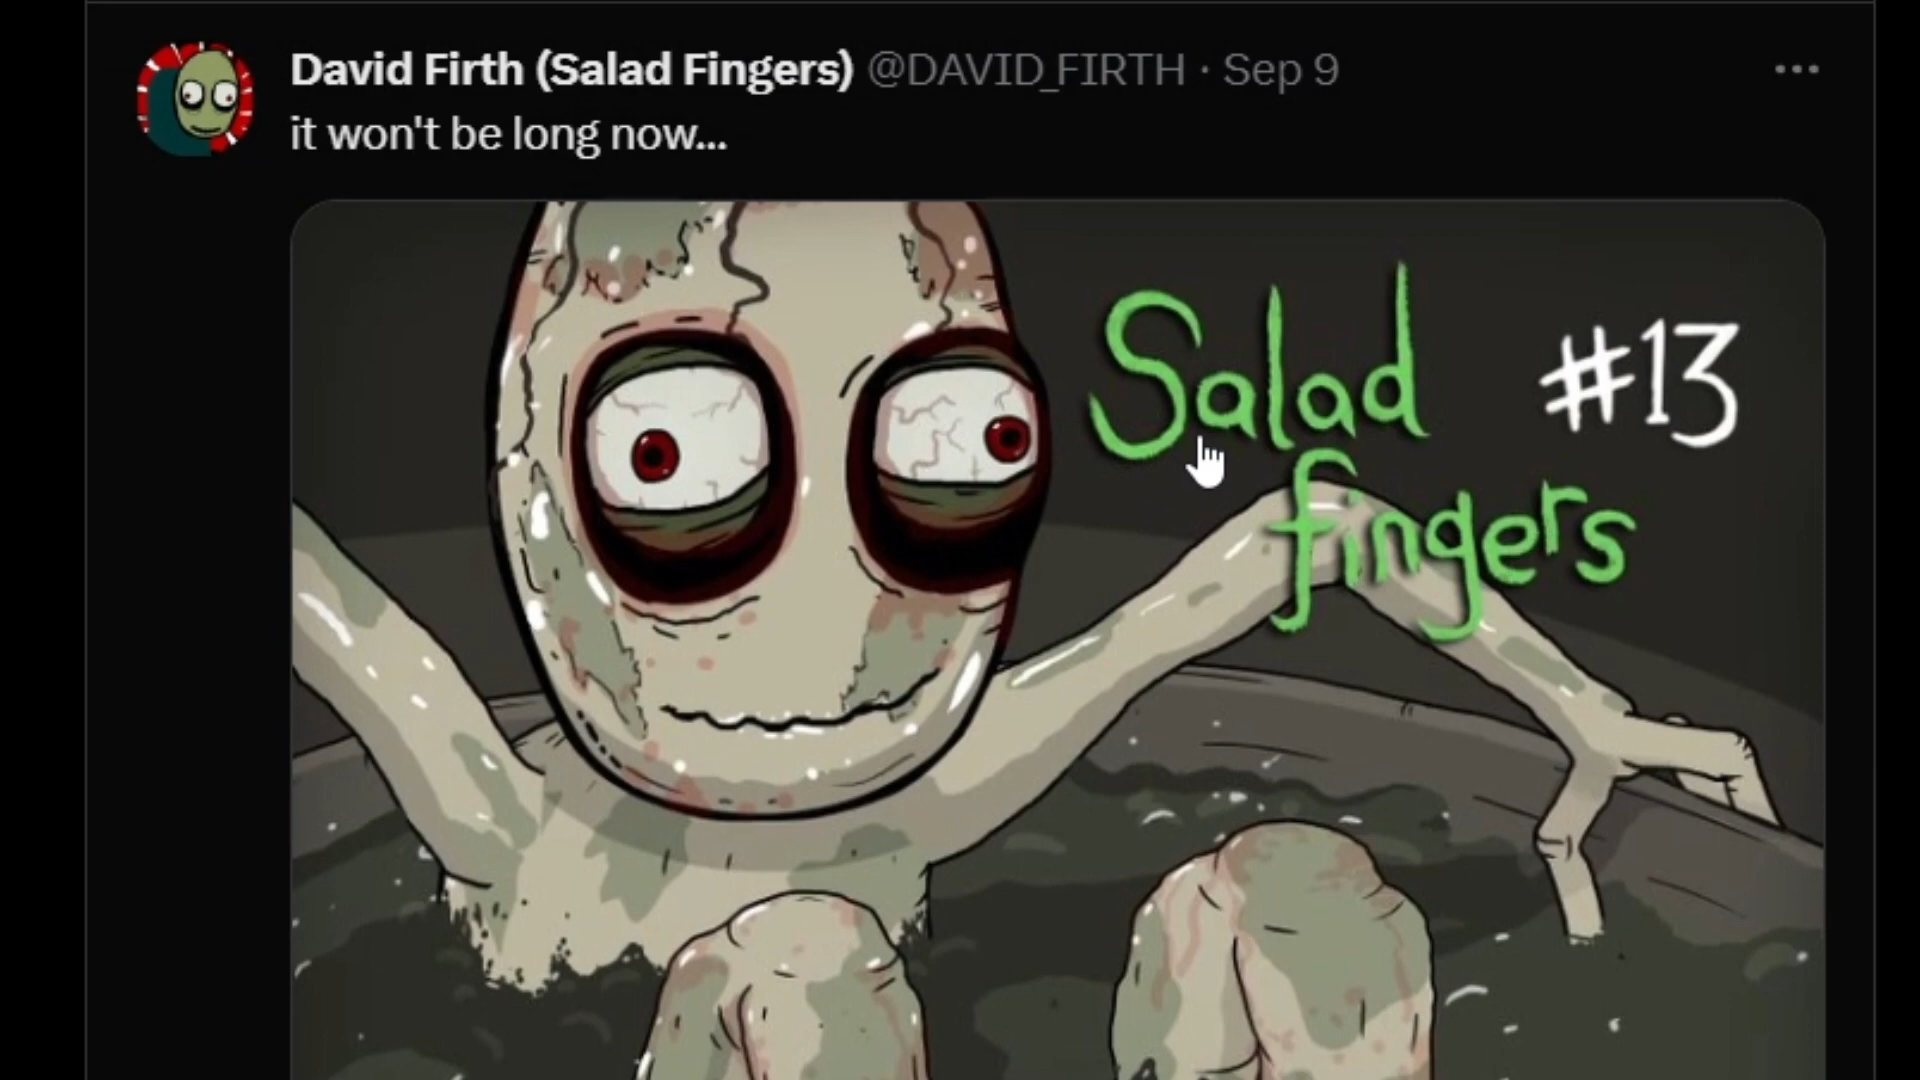 David Firth (Salad Fingers) @DAVID_FIRTH · Sep 9
it won't be long now...
Salad #13
fingers